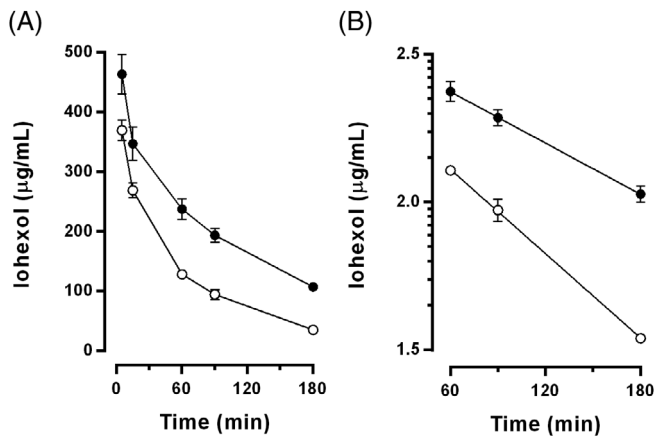 (A)
Iohexol (μg/mL)
500
400
300
200
100
0
0 60 120 180
Time (min)
(B)
Iohexol (μg/mL)
2.5
2.0
1.5
60 120 180
Time (min)